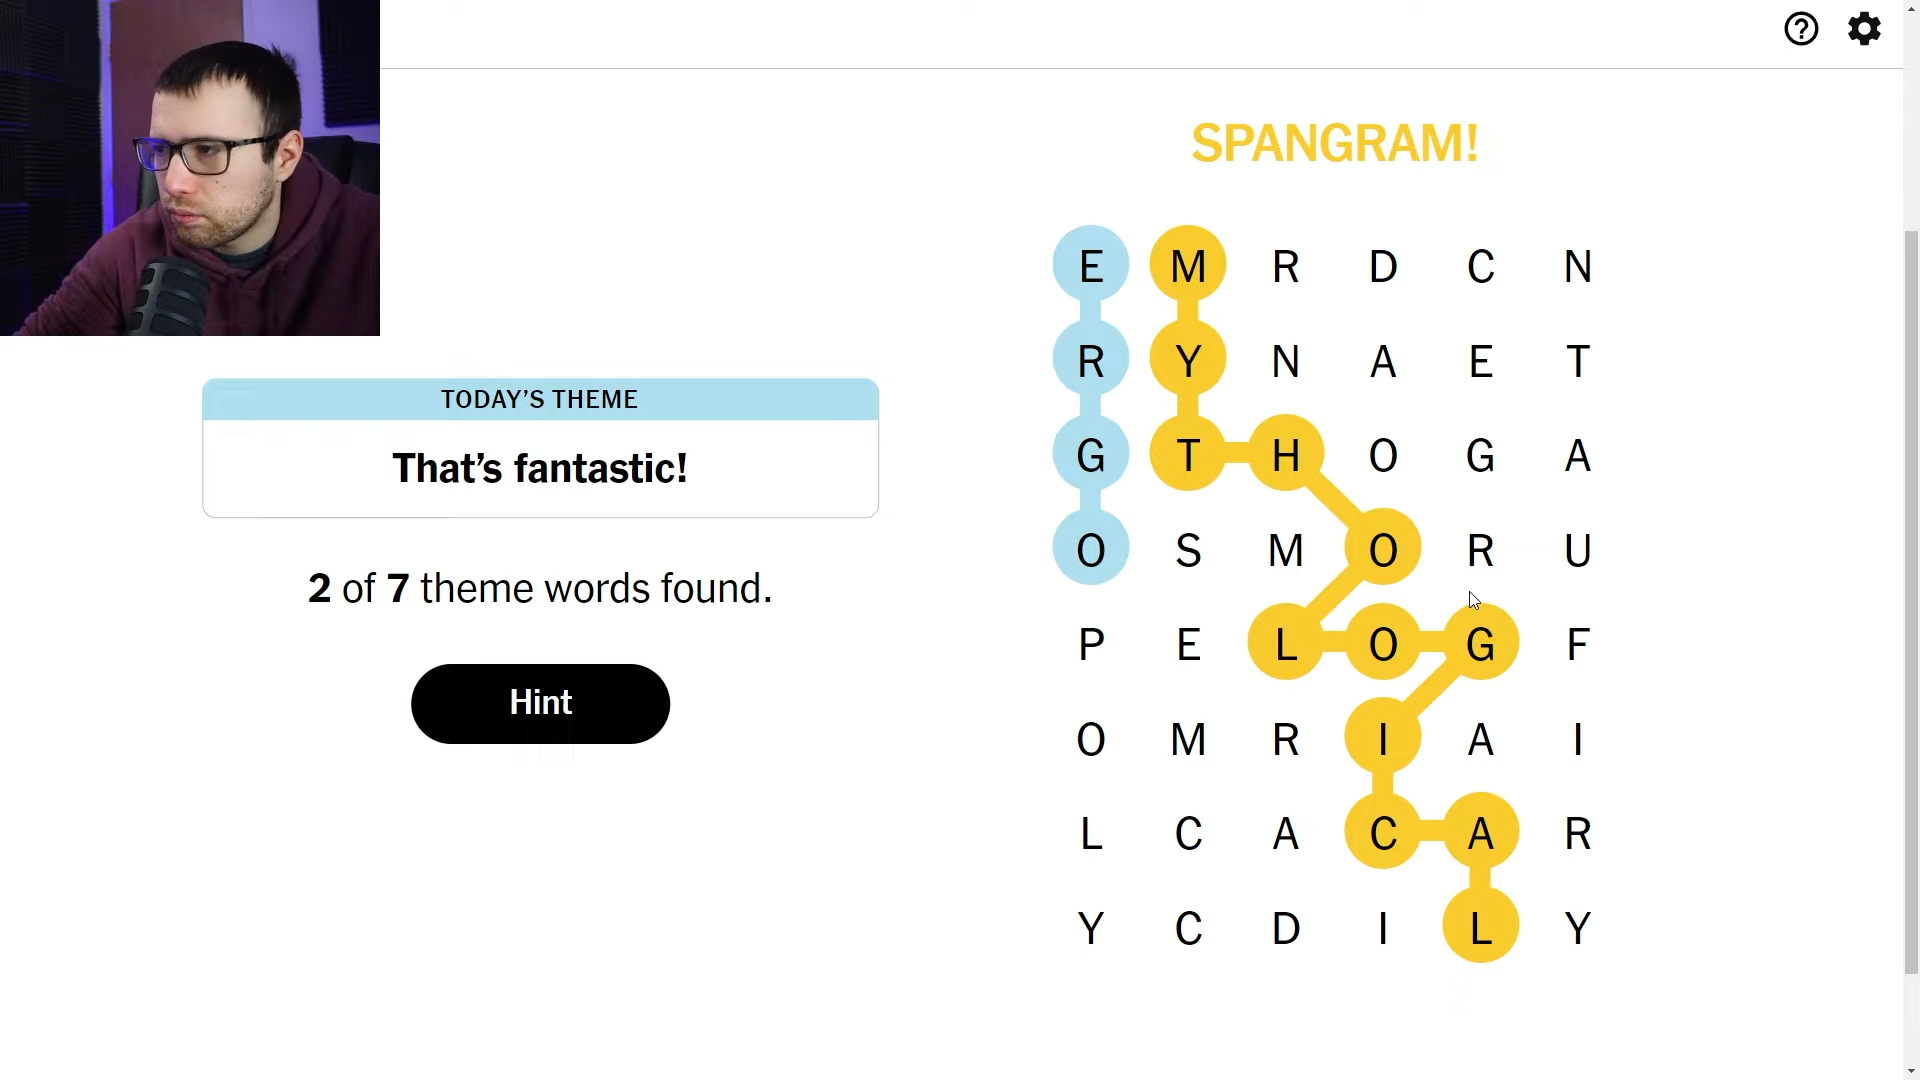 SPANGRAM!
TODAY'S THEME
That's fantastic!
2 of 7 theme words found.
Hint
E M R D C N
R Y N A E T
G T H O G A
O S M O R U
P E L O G F
O M R I A I
L C A C A R
Y C D I L Y